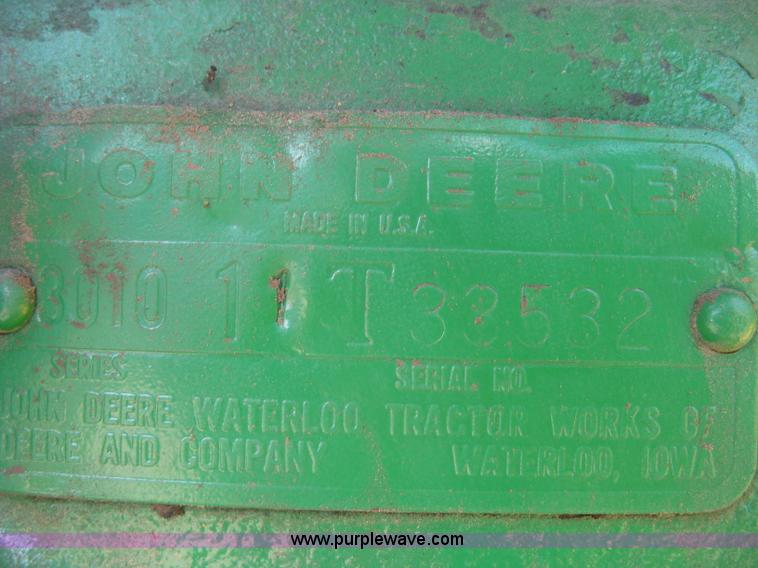 JOHN DEERE
MADE IN U.S.A.
3010 11 T 33532
SERIES SERIAL NO.
JOHN DEERE WATERLOO TRACTOR WORKS OF
DEERE AND COMPANY WATERLOO, IOWA
www.purplewave.com